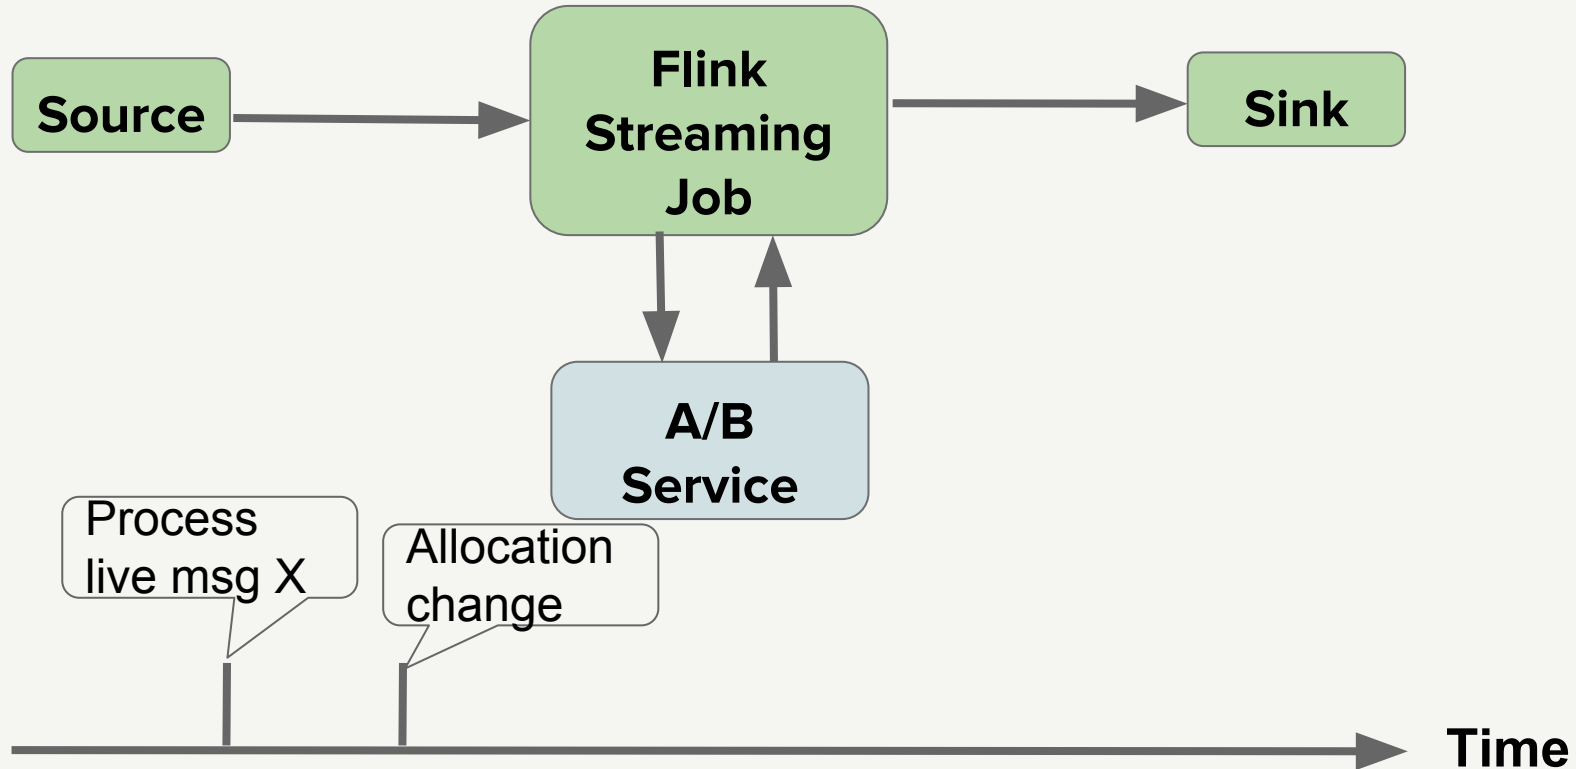 Source
Flink
Streaming
Job
Sink
A/B
Service
Process
live msg X
Allocation
change
Time